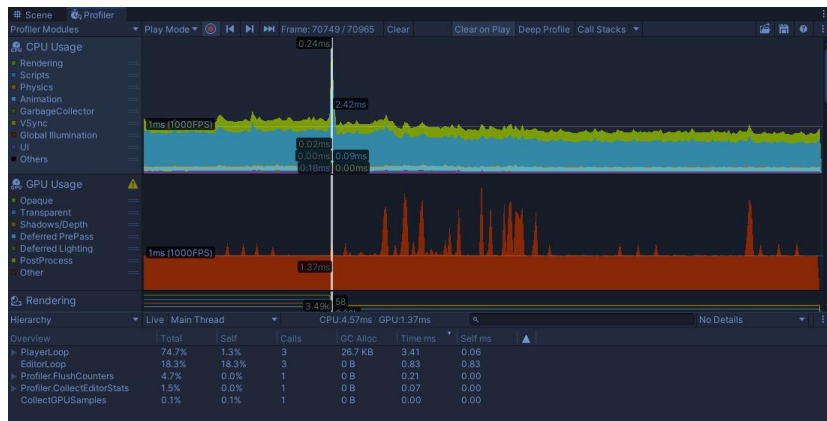 Scene Profiler
Profiler Modules Play Mode Frame: 70749 / 70965 Clear Clear on Play Deep Profile Call Stacks
CPU Usage
Rendering
Scripts
Physics
Animation
GarbageCollector
VSync
Global Illumination
UI
Others
0.24ms
2.42ms
1ms (1000FPS)
0.02ms
0.00ms 0.09ms
0.18ms 0.00ms
GPU Usage
Opaque
Transparent
Shadows/Depth
Deferred PrePass
Deferred Lighting
PostProcess
Other
1ms (1000FPS)
1.37ms
Rendering
3.49k 58
Hierarchy Live Main Thread CPU:4.57ms GPU:1.37ms No Details
Overview Total Self Calls GC Alloc Time ms Self ms
PlayerLoop 74.7% 1.3% 3 26.7 KB 3.41 0.06
EditorLoop 18.3% 18.3% 3 0 B 0.83 0.83
Profiler.FlushCounters 4.7% 0.0% 1 0 B 0.21 0.00
Profiler.CollectEditorStats 1.5% 0.0% 1 0 B 0.07 0.00
CollectGPUSamples 0.1% 0.1% 1 0 B 0.00 0.00